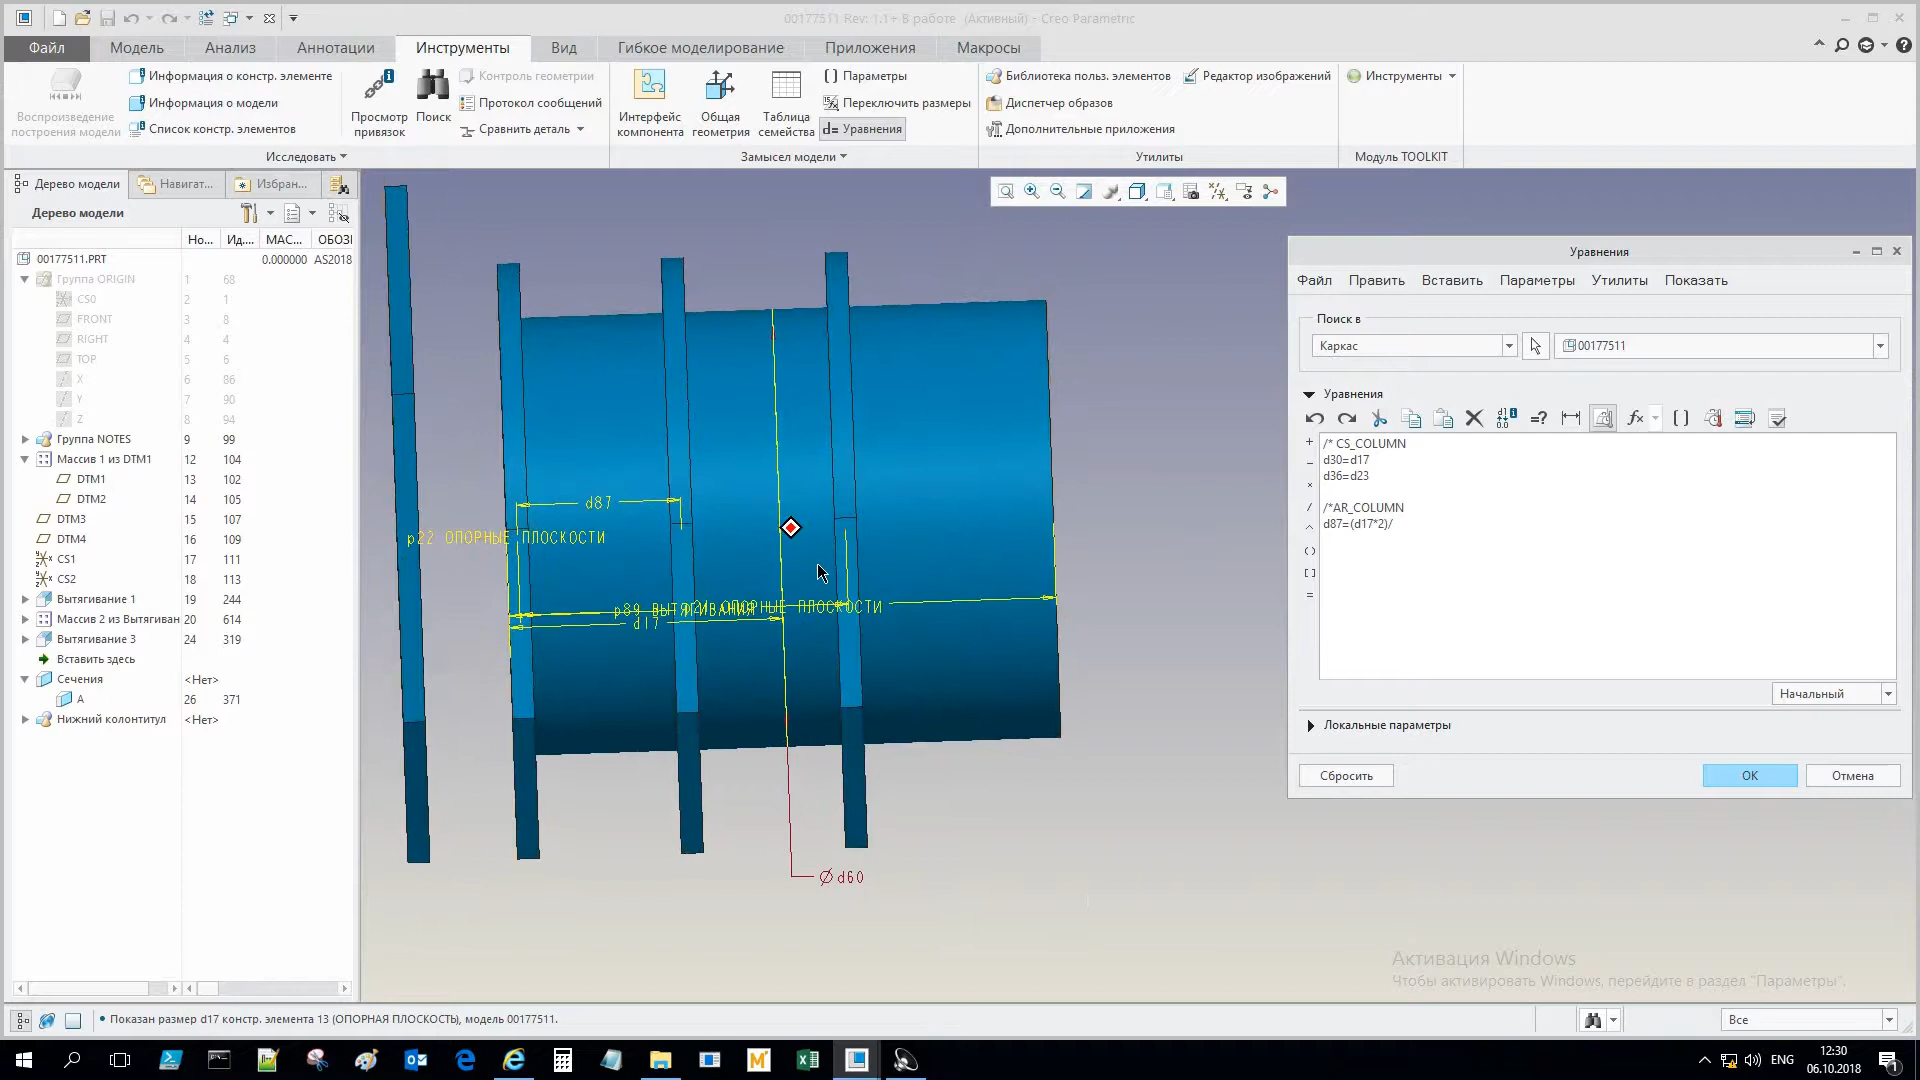 00177511 Rev: 1.1+ В работе (Активный) - Creo Parametric
Файл Модель Анализ Аннотации Инструменты Вид Гибкое моделирование Приложения Макросы
Воспроизведение построения модели
Информация о констр. элементе
Информация о модели
Список констр. элементов
Просмотр привязок
Поиск
Контроль геометрии
Протокол сообщений
Сравнить деталь
Исследовать
Интерфейс компонента
Общая геометрия
Таблица семейства
Параметры
Переключить размеры
d= Уравнения
Замысел модели
Библиотека польз. элементов
Диспетчер образов
Дополнительные приложения
Редактор изображений
Утилиты
Инструменты
Модуль TOOLKIT
Дерево модели Навигат... Избран...
Дерево модели
Но... Ид.... МАС... ОБОЗ
00177511.PRT 0.000000 AS2018
Группа ORIGIN 1 68
CS0 2 1
FRONT 3 8
RIGHT 4 4
TOP 5 6
X 6 86
Y 7 90
Z 8 94
Группа NOTES 9 99
Массив 1 из DTM1 12 104
DTM1 13 102
DTM2 14 105
DTM3 15 107
DTM4 16 109
CS1 17 111
CS2 18 113
Вытягивание 1 19 244
Массив 2 из Вытягиван 20 614
Вытягивание 3 24 319
Вставить здесь
Сечения <Нет>
A 26 371
Нижний колонтитул <Нет>
d87
p22 ОПОРНЫЕ ПЛОСКОСТИ
p89 ВЫТЯГИВАНИЯ
ОПОРНЫЕ ПЛОСКОСТИ
d17
Ød60
Уравнения
Файл Править Вставить Параметры Утилиты Показать
Поиск в
Каркас 00177511
Уравнения
/* CS_COLUMN
d30=d17
d36=d23
/*AR_COLUMN
d87=(d17*2)/
Начальный
Локальные параметры
Сбросить OK Отмена
Активация Windows
Чтобы активировать Windows, перейдите в раздел "Параметры".
• Показан размер d17 констр. элемента 13 (ОПОРНАЯ ПЛОСКОСТЬ), модель 00177511.
Все
ENG
12:30
06.10.2018
1